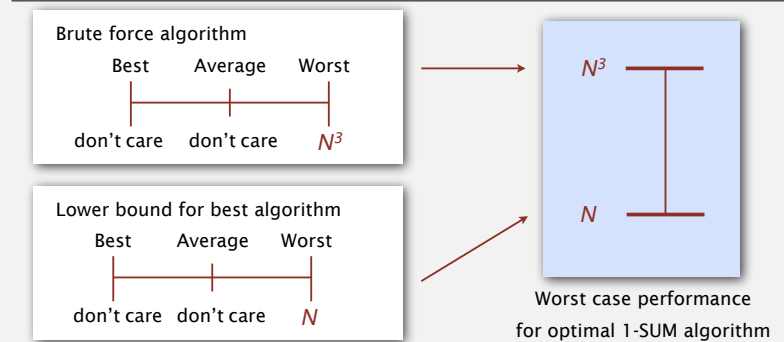 Brute force algorithm
Best Average Worst
don't care don't care N³
N³
N
Lower bound for best algorithm
Best Average Worst
don't care don't care N
Worst case performance
for optimal 1-SUM algorithm